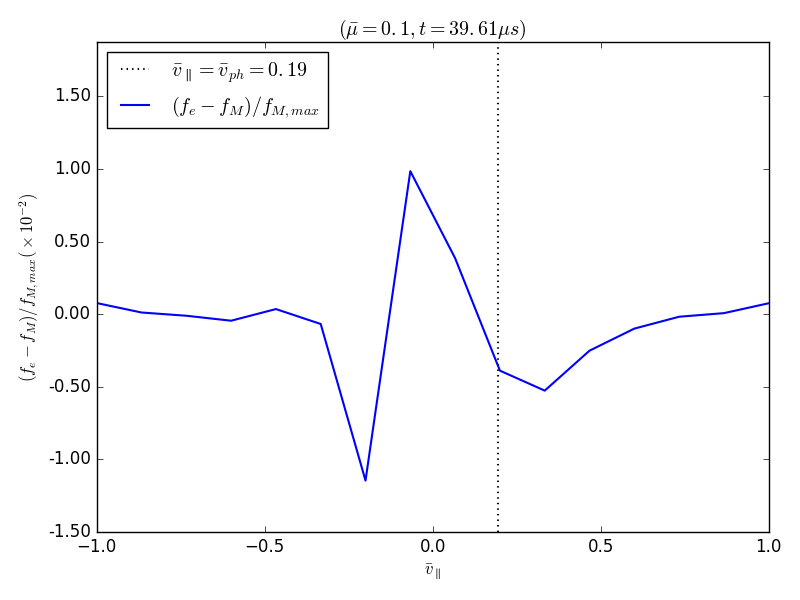 (μ̄ = 0.1, t = 39.61μs)
v̄∥ = v̄ph = 0.19
(fe − fM)/fM,max
1.50
1.00
0.50
0.00
-0.50
-1.00
-1.50
(fe − fM)/fM,max(×10⁻²)
−1.0 −0.5 0.0 0.5 1.0
v̄∥